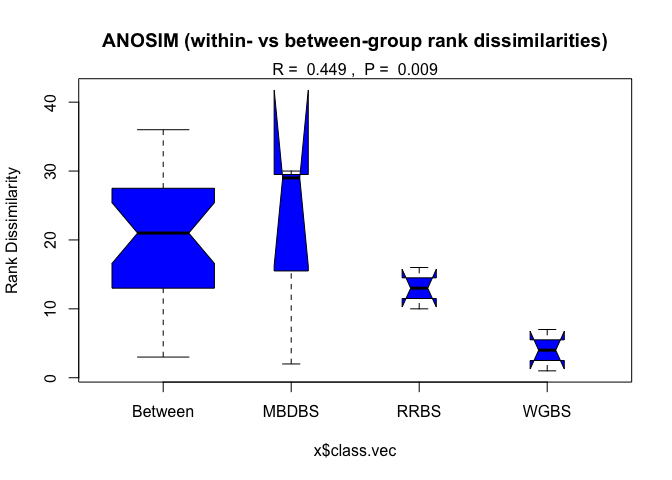 ANOSIM (within- vs between-group rank dissimilarities)
R =  0.449 ,  P =  0.009
Rank Dissimilarity
40
30
20
10
0
Between MBDBS RRBS WGBS
x$class.vec